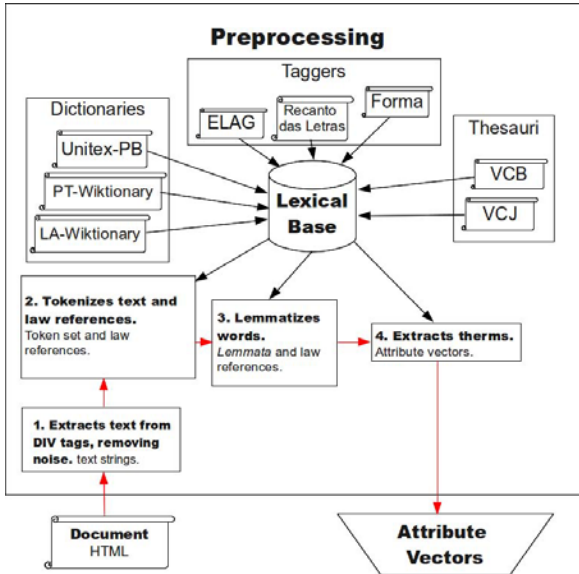 Preprocessing
Taggers
ELAG
Recanto
das Letras
Forma
Dictionaries
Unitex-PB
PT-Wiktionary
LA-Wiktionary
Thesauri
VCB
VCJ
Lexical
Base
2. Tokenizes text and
law references.
Token set and law
references.
3. Lemmatizes
words.
Lemmata and law
references.
4. Extracts therms.
Attribute vectors.
1. Extracts text from
DIV tags, removing
noise. text strings.
Document
HTML
Attribute
Vectors